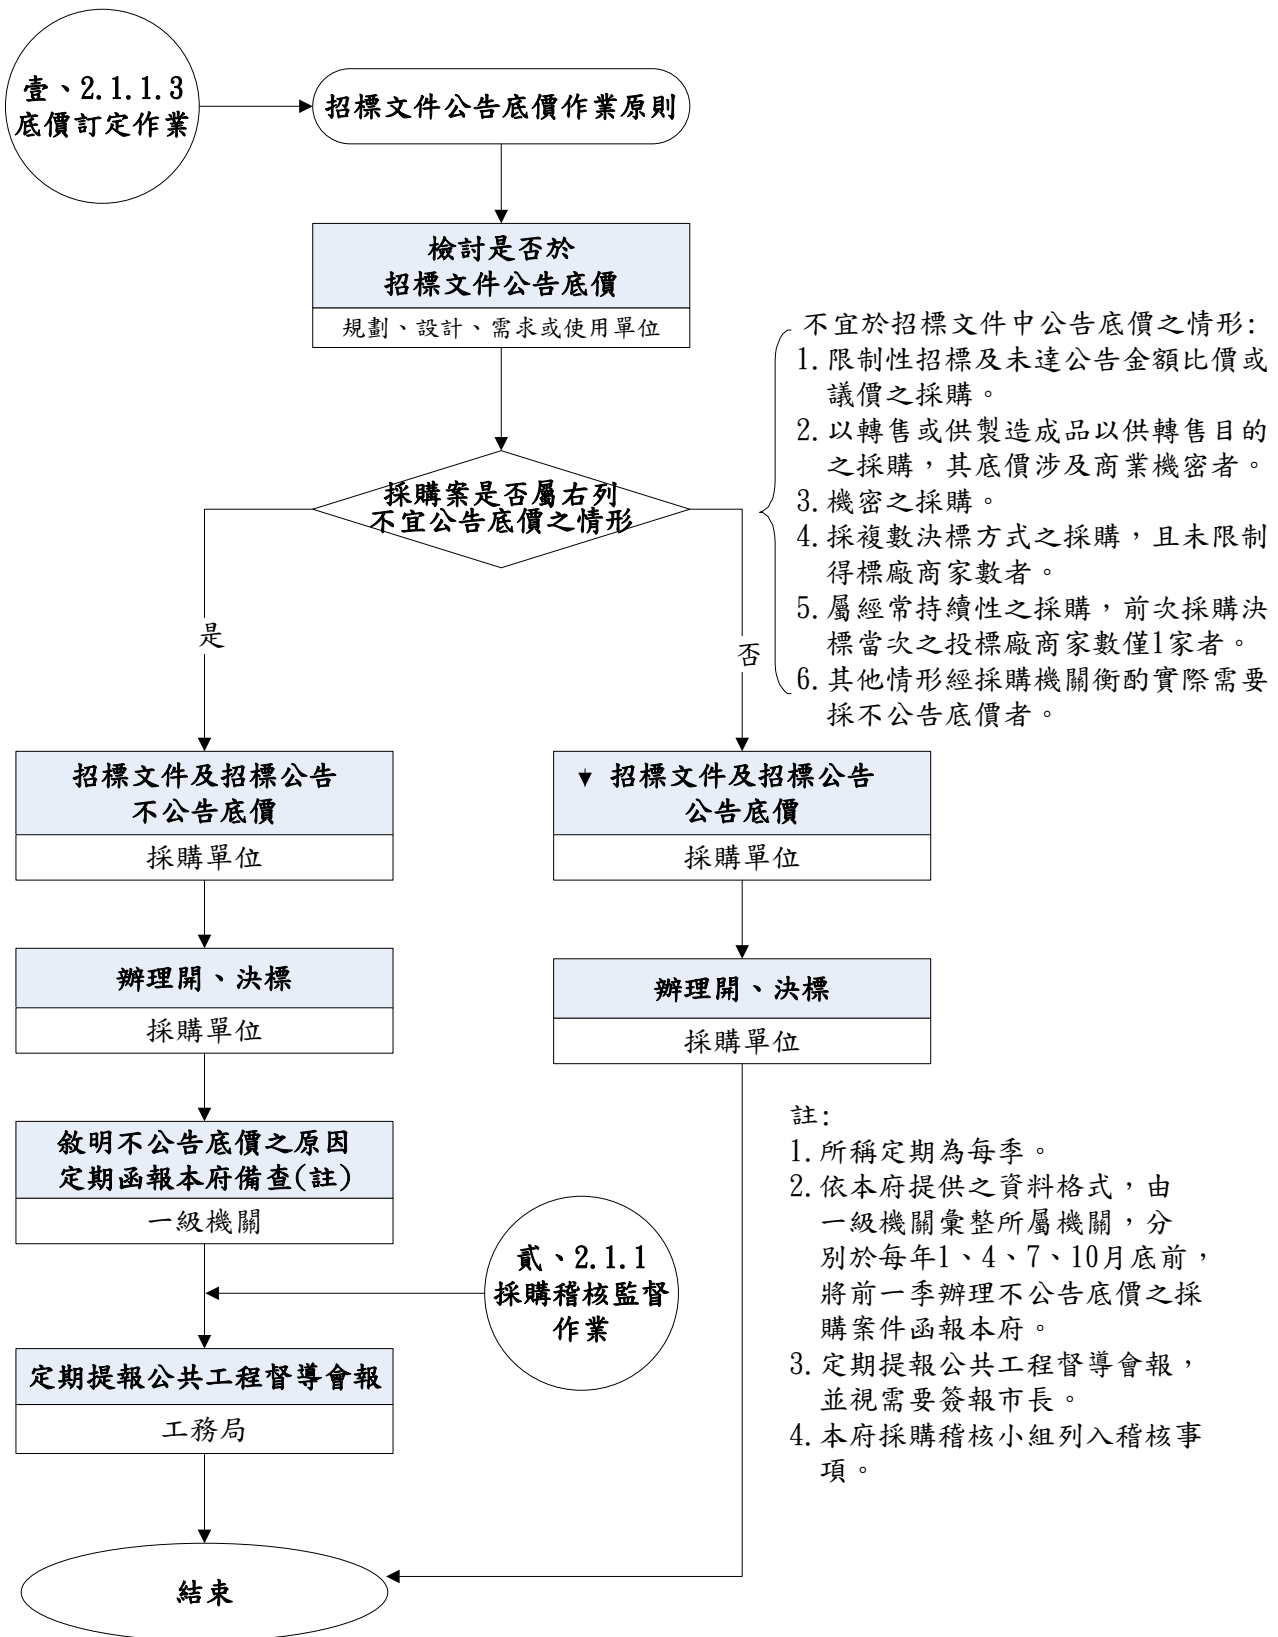 壹、2.1.1.3
底價訂定作業
招標文件公告底價作業原則
檢討是否於
招標文件公告底價
規劃、設計、需求或使用單位
不宜於招標文件中公告底價之情形:
1.限制性招標及未達公告金額比價或
議價之採購。
2.以轉售或供製造成品以供轉售目的
之採購，其底價涉及商業機密者。
3.機密之採購。
4.採複數決標方式之採購，且未限制
得標廠商家數者。
5.屬經常持續性之採購，前次採購決
標當次之投標廠商家數僅1家者。
6.其他情形經採購機關衡酌實際需要
採不公告底價者。
採購案是否屬右列
不宜公告底價之情形
是
否
招標文件及招標公告
不公告底價
採購單位
招標文件及招標公告
公告底價
採購單位
辦理開、決標
採購單位
辦理開、決標
採購單位
敘明不公告底價之原因
定期函報本府備查(註)
一級機關
貳、2.1.1
採購稽核監督
作業
定期提報公共工程督導會報
工務局
註:
1.所稱定期為每季。
2.依本府提供之資料格式，由
一級機關彙整所屬機關，分
別於每年1、4、7、10月底前，
將前一季辦理不公告底價之採
購案件函報本府。
3.定期提報公共工程督導會報，
並視需要簽報市長。
4.本府採購稽核小組列入稽核事
項。
結束